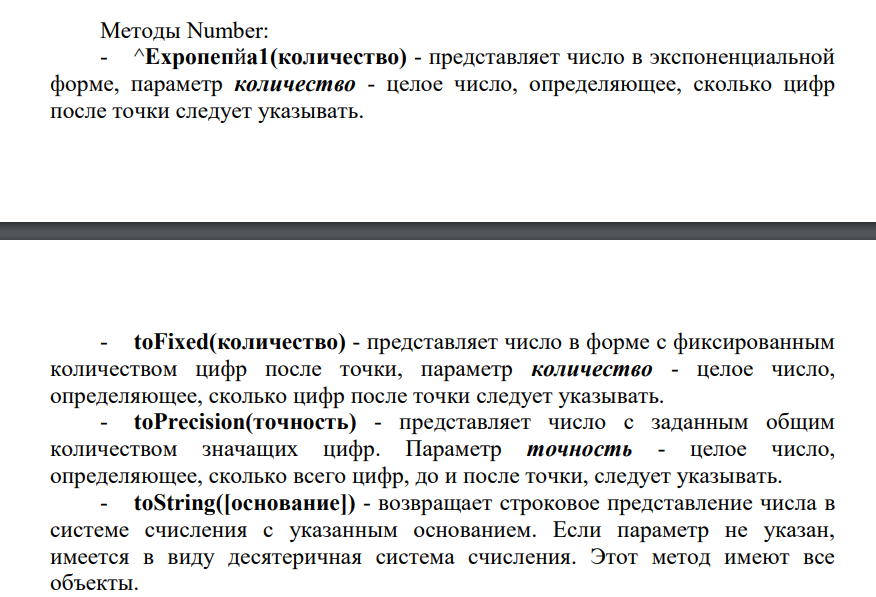 Методы Number:
- ^Exponenйa1(количество) - представляет число в экспоненциальной
форме, параметр количество - целое число, определяющее, сколько цифр
после точки следует указывать.
- toFixed(количество) - представляет число в форме с фиксированным
количеством цифр после точки, параметр количество - целое число,
определяющее, сколько цифр после точки следует указывать.
- toPrecision(точность) - представляет число с заданным общим
количеством значащих цифр. Параметр точность - целое число,
определяющее, сколько всего цифр, до и после точки, следует указывать.
- toString([основание]) - возвращает строковое представление числа в
системе счисления с указанным основанием. Если параметр не указан,
имеется в виду десятеричная система счисления. Этот метод имеют все
объекты.